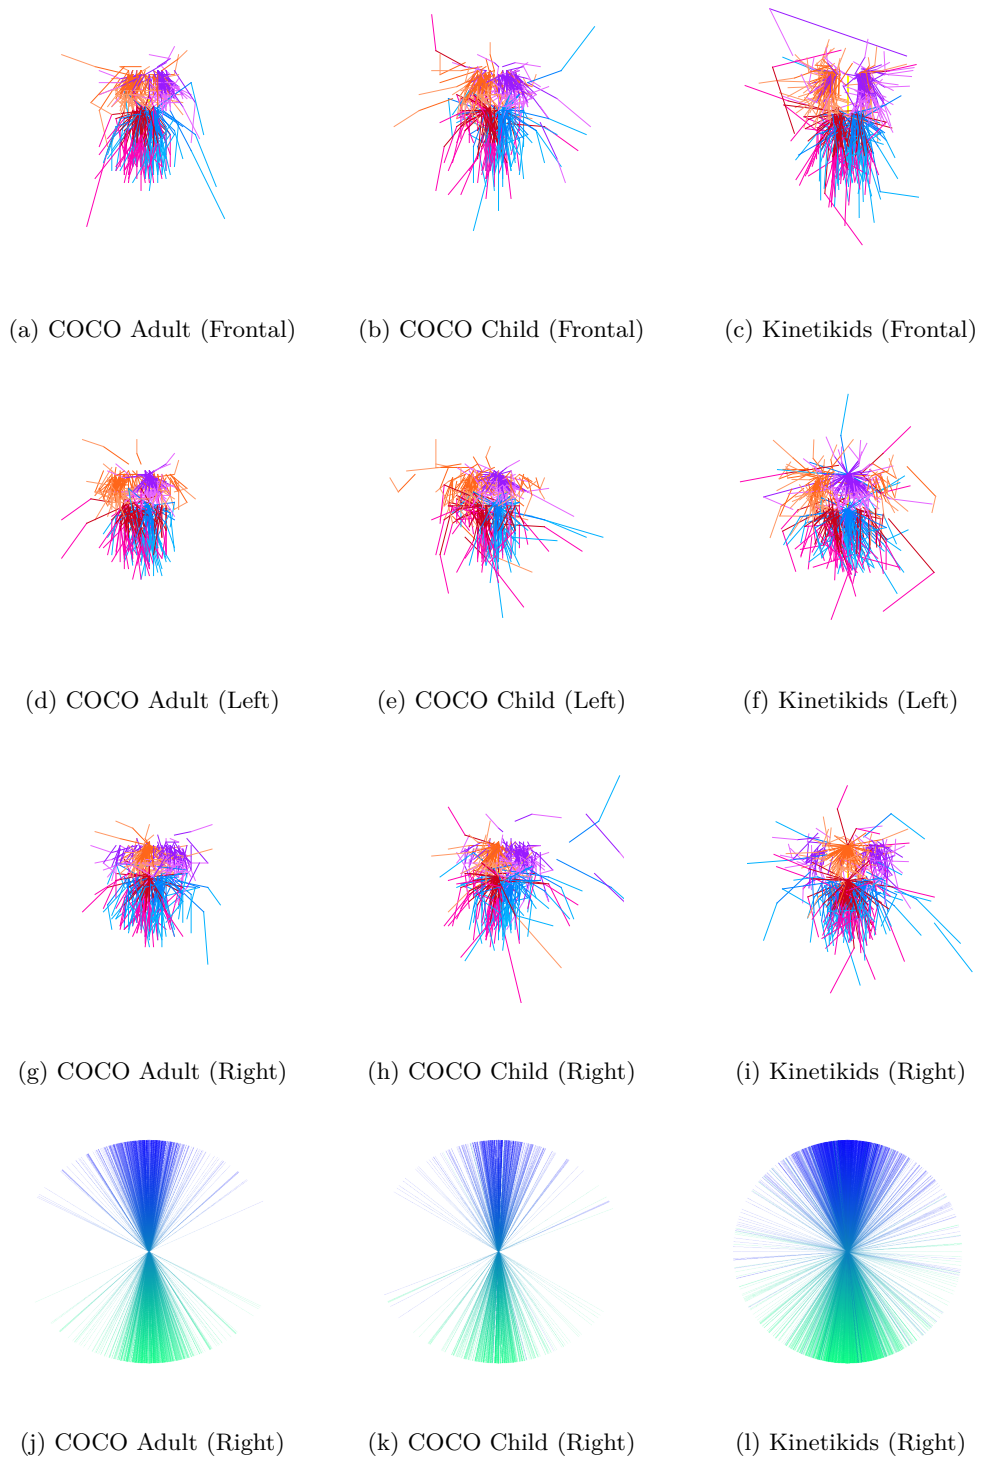 (a) COCO Adult (Frontal)
(b) COCO Child (Frontal)
(c) Kinetikids (Frontal)
(d) COCO Adult (Left)
(e) COCO Child (Left)
(f) Kinetikids (Left)
(g) COCO Adult (Right)
(h) COCO Child (Right)
(i) Kinetikids (Right)
(j) COCO Adult (Right)
(k) COCO Child (Right)
(l) Kinetikids (Right)